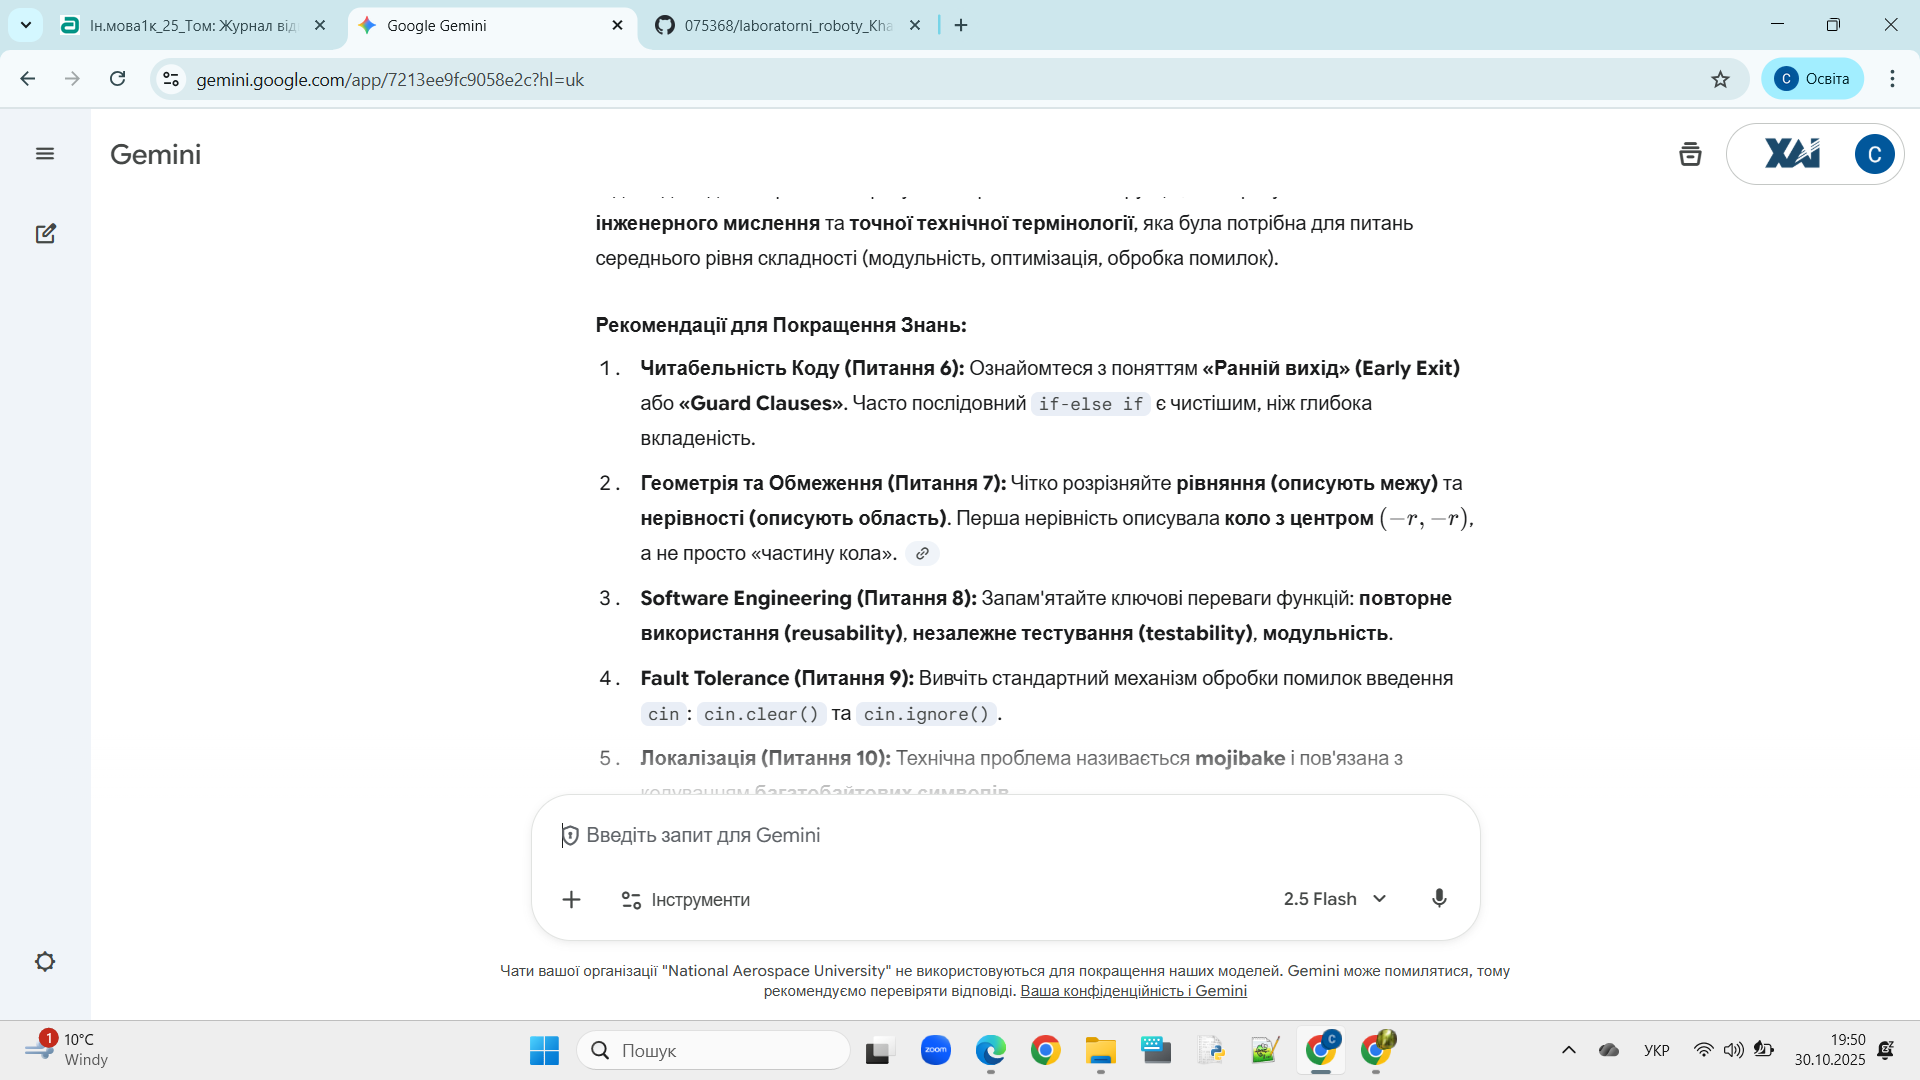 Ін.мова1к_25_Том: Журнал від
Google Gemini
075368/laboratorni_roboty_Kha
gemini.google.com/app/7213ee9fc9058e2c?hl=uk
C
Освіта
Gemini
XAI
C
інженерного мислення та точної технічної термінології, яка була потрібна для питань
середнього рівня складності (модульність, оптимізація, обробка помилок).
Рекомендації для Покращення Знань:
1. Читабельність Коду (Питання 6): Ознайомтеся з поняттям «Ранній вихід» (Early Exit)
або «Guard Clauses». Часто послідовний if-else if є чистішим, ніж глибока
вкладеність.
2. Геометрія та Обмеження (Питання 7): Чітко розрізняйте рівняння (описують межу) та
нерівності (описують область). Перша нерівність описувала коло з центром (−r, −r),
а не просто «частину кола».
3. Software Engineering (Питання 8): Запам'ятайте ключові переваги функцій: повторне
використання (reusability), незалежне тестування (testability), модульність.
4. Fault Tolerance (Питання 9): Вивчіть стандартний механізм обробки помилок введення
cin: cin.clear() та cin.ignore().
5. Локалізація (Питання 10): Технічна проблема називається mojibake і пов'язана з
кодуванням багатобайтових символів
Введіть запит для Gemini
Інструменти
2.5 Flash
Чати вашої організації "National Aerospace University" не використовуються для покращення наших моделей. Gemini може помилятися, тому
рекомендуємо перевіряти відповіді. Ваша конфіденційність і Gemini
1
10°C
Windy
Пошук
zoom
C
УКР
19:50
30.10.2025